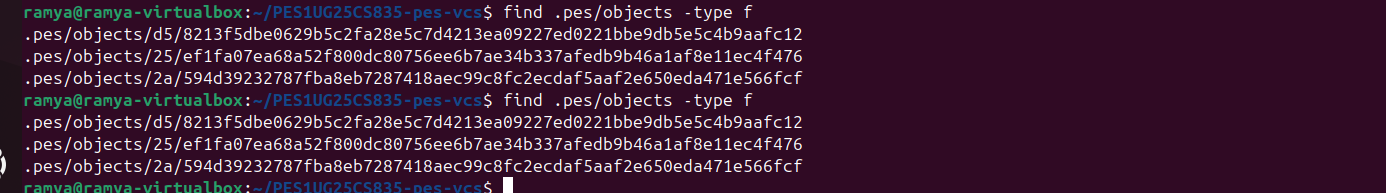 ramya@ramya-virtualbox:~/PES1UG25CS835-pes-vcs$ find .pes/objects -type f
.pes/objects/d5/8213f5dbe0629b5c2fa28e5c7d4213ea09227ed0221bbe9db5e5c4b9aafc12
.pes/objects/25/ef1fa07ea68a52f800dc80756ee6b7ae34b337afedb9b46a1af8e11ec4f476
.pes/objects/2a/594d39232787fba8eb7287418aec99c8fc2ecdaf5aaf2e650eda471e566fcf
ramya@ramya-virtualbox:~/PES1UG25CS835-pes-vcs$ find .pes/objects -type f
.pes/objects/d5/8213f5dbe0629b5c2fa28e5c7d4213ea09227ed0221bbe9db5e5c4b9aafc12
.pes/objects/25/ef1fa07ea68a52f800dc80756ee6b7ae34b337afedb9b46a1af8e11ec4f476
.pes/objects/2a/594d39232787fba8eb7287418aec99c8fc2ecdaf5aaf2e650eda471e566fcf
ramya@ramya-virtualbox:~/PES1UG25CS835-pes-vcs$